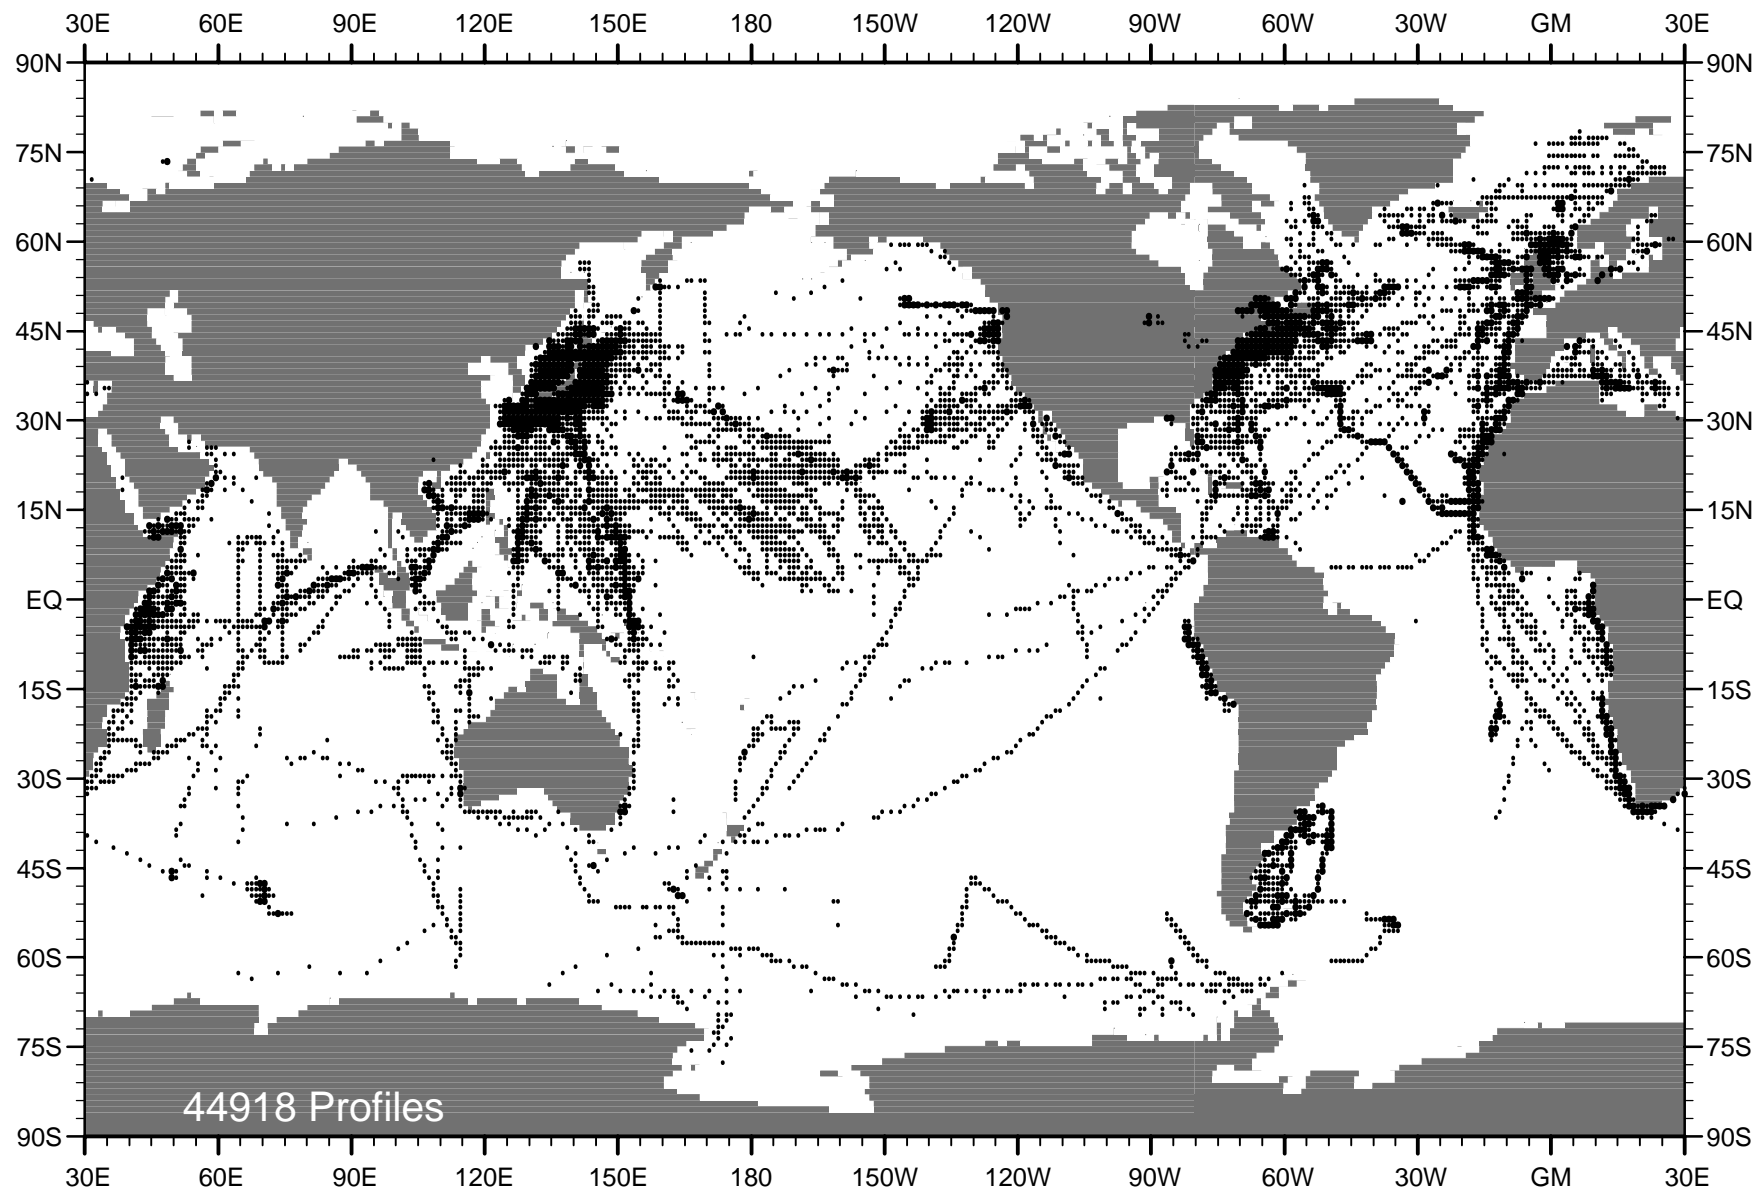 30E 60E 90E 120E 150E 180 150W 120W 90W 60W 30W GM 30E
90N 90N
75N 75N
60N 60N
45N 45N
30N 30N
15N 15N
EQ EQ
15S 15S
30S 30S
45S 45S
60S 60S
75S 75S
44918 Profiles
90S 90S
30E 60E 90E 120E 150E 180 150W 120W 90W 60W 30W GM 30E